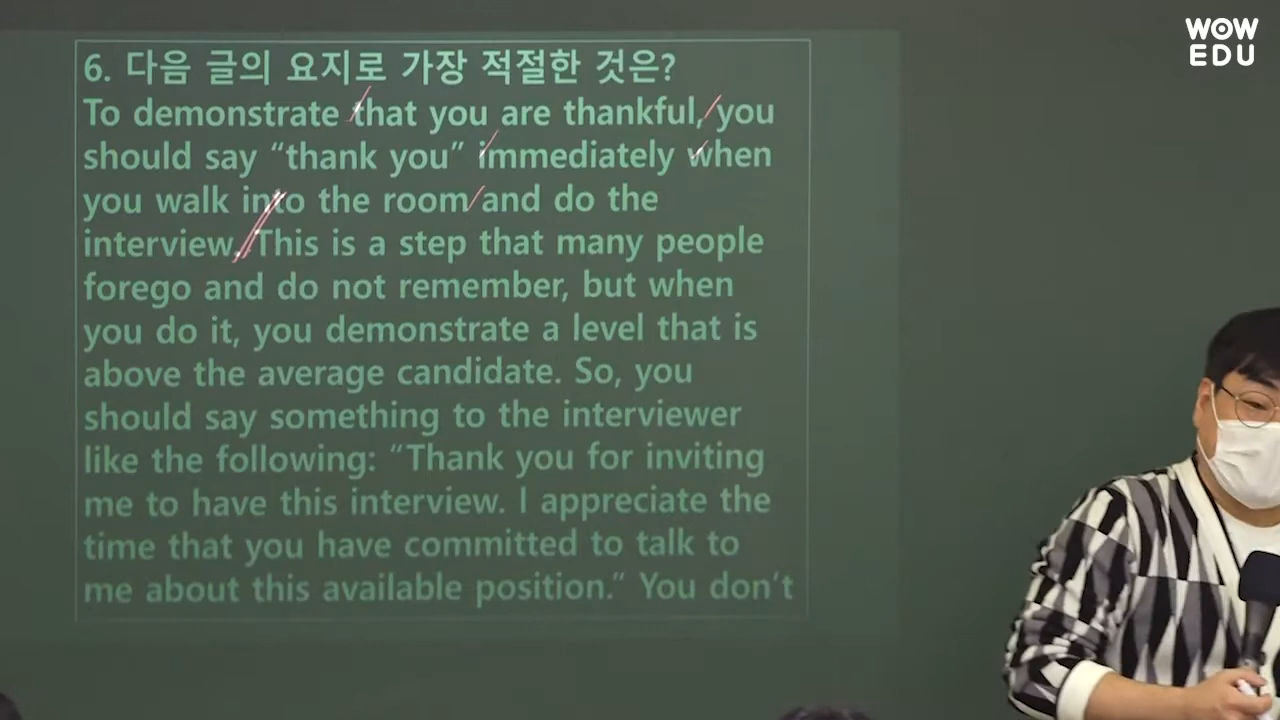 WOW
EDU
6. 다음 글의 요지로 가장 적절한 것은?
To demonstrate that you are thankful, you
should say “thank you” immediately when
you walk into the room and do the
interview. This is a step that many people
forego and do not remember, but when
you do it, you demonstrate a level that is
above the average candidate. So, you
should say something to the interviewer
like the following: “Thank you for inviting
me to have this interview. I appreciate the
time that you have committed to talk to
me about this available position.” You don’t